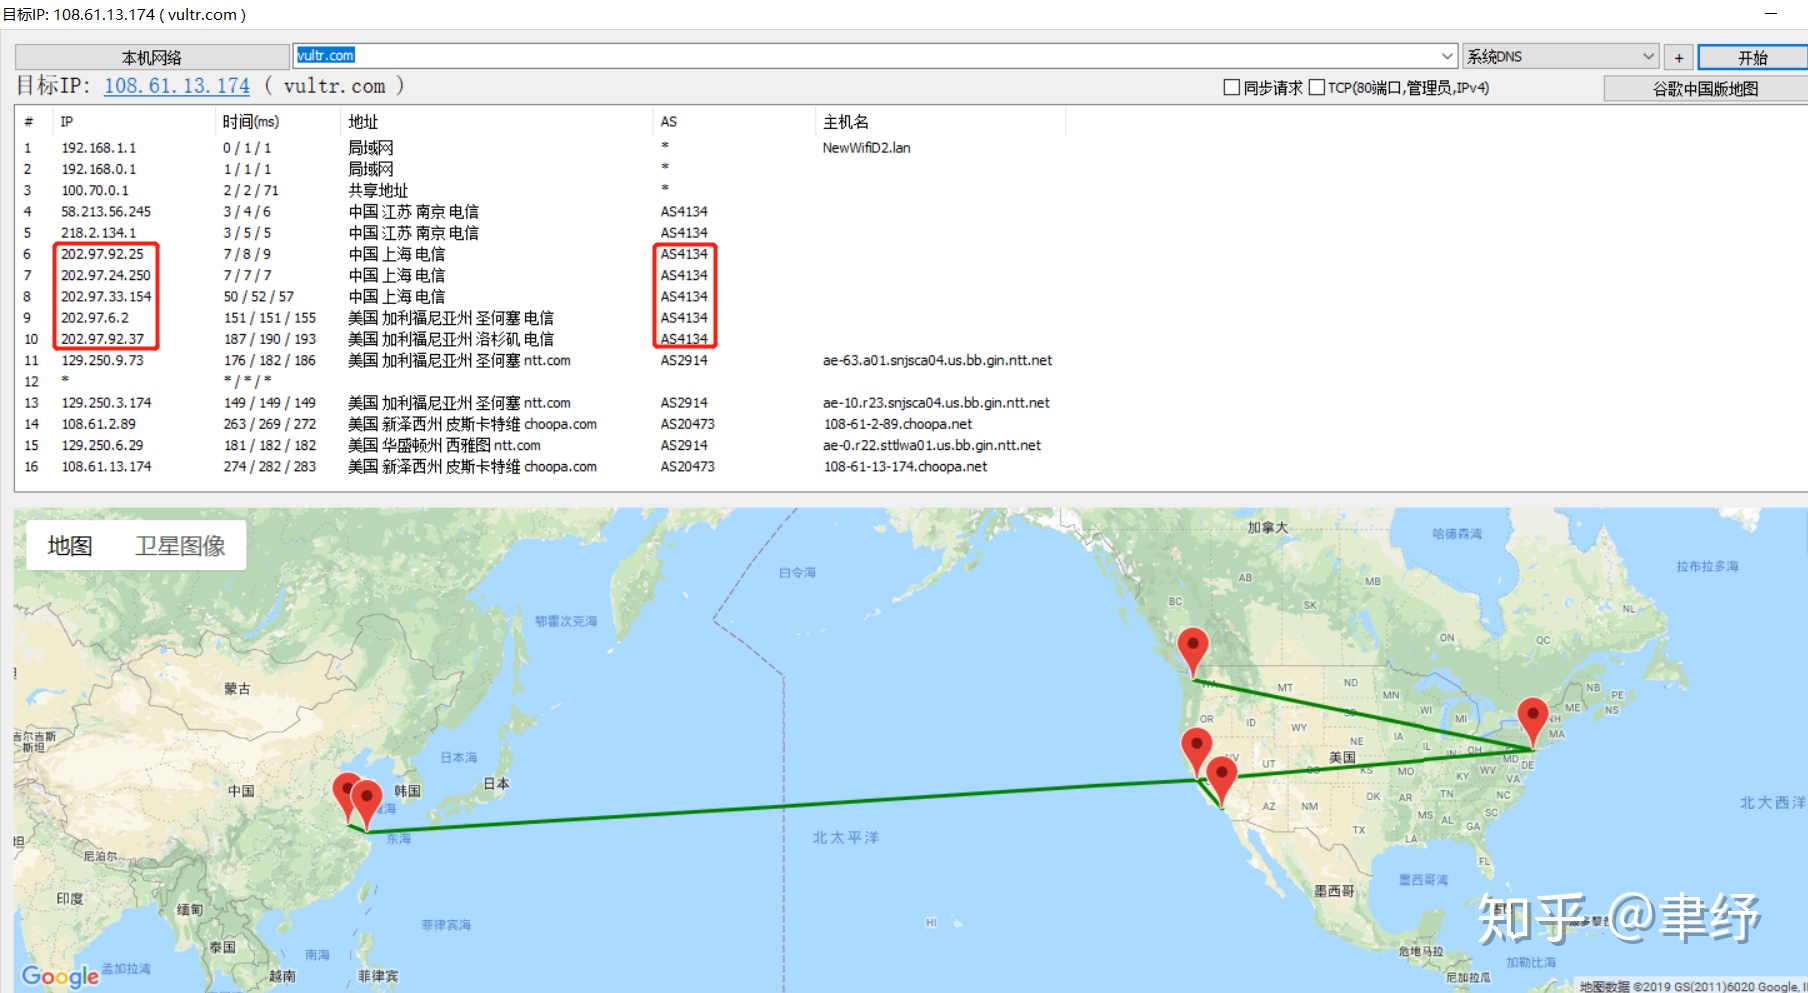 目标IP: 108.61.13.174 ( vultr.com )
本机网络 vultr.com 系统DNS + 开始
目标IP: 108.61.13.174 ( vultr.com ) 同步请求 TCP(80端口,管理员,IPv4) 谷歌中国版地图
# IP 时间(ms) 地址 AS 主机名
1 192.168.1.1 0 / 1 / 1 局域网 * NewWifiD2.lan
2 192.168.0.1 1 / 1 / 1 局域网 *
3 100.70.0.1 2 / 2 / 71 共享地址 *
4 58.213.56.245 3 / 4 / 6 中国 江苏 南京 电信 AS4134
5 218.2.134.1 3 / 5 / 5 中国 江苏 南京 电信 AS4134
6 202.97.92.25 7 / 8 / 9 中国 上海 电信 AS4134
7 202.97.24.250 7 / 7 / 7 中国 上海 电信 AS4134
8 202.97.33.154 50 / 52 / 57 中国 上海 电信 AS4134
9 202.97.6.2 151 / 151 / 155 美国 加利福尼亚州 圣何塞 电信 AS4134
10 202.97.92.37 187 / 190 / 193 美国 加利福尼亚州 洛杉矶 电信 AS4134
11 129.250.9.73 176 / 182 / 186 美国 加利福尼亚州 圣何塞 ntt.com AS2914 ae-63.a01.snjsca04.us.bb.gin.ntt.net
12 * * / * / *
13 129.250.3.174 149 / 149 / 149 美国 加利福尼亚州 圣何塞 ntt.com AS2914 ae-10.r23.snjsca04.us.bb.gin.ntt.net
14 108.61.2.89 263 / 269 / 272 美国 新泽西州 皮斯卡特维 choopa.com AS20473 108-61-2-89.choopa.net
15 129.250.6.29 181 / 182 / 182 美国 华盛顿州 西雅图 ntt.com AS2914 ae-0.r22.sttlwa01.us.bb.gin.ntt.net
16 108.61.13.174 274 / 282 / 283 美国 新泽西州 皮斯卡特维 choopa.com AS20473 108-61-13-174.choopa.net
地图 卫星图像
加拿大 哈德森湾
白令海 拉布拉多海
AB MB
BC SK NL
鄂霍次克海
ON QC
蒙古 WA MT ND MN NB PE
OR ID SD WI MI ME NS
WY NH
吉尔吉斯斯坦 NE IA MA
日本海 NV UT 美国 IL IN OH
CO KS MO MD DE
中国 韩国 日本 KY WV VA
OK AR TN NC
AZ NM MS AL SC
东海 北太平洋 GA 北大西洋
TX LA
尼泊尔 FL
印度 墨西哥 墨西哥湾
缅甸 菲律宾海 HI 知乎 @聿纾
泰国 南海 危地马拉 加勒比海
Google 孟加拉湾 越南 菲律宾 尼加拉瓜
地图数据 ©2019 GS(2011)6020 Google,